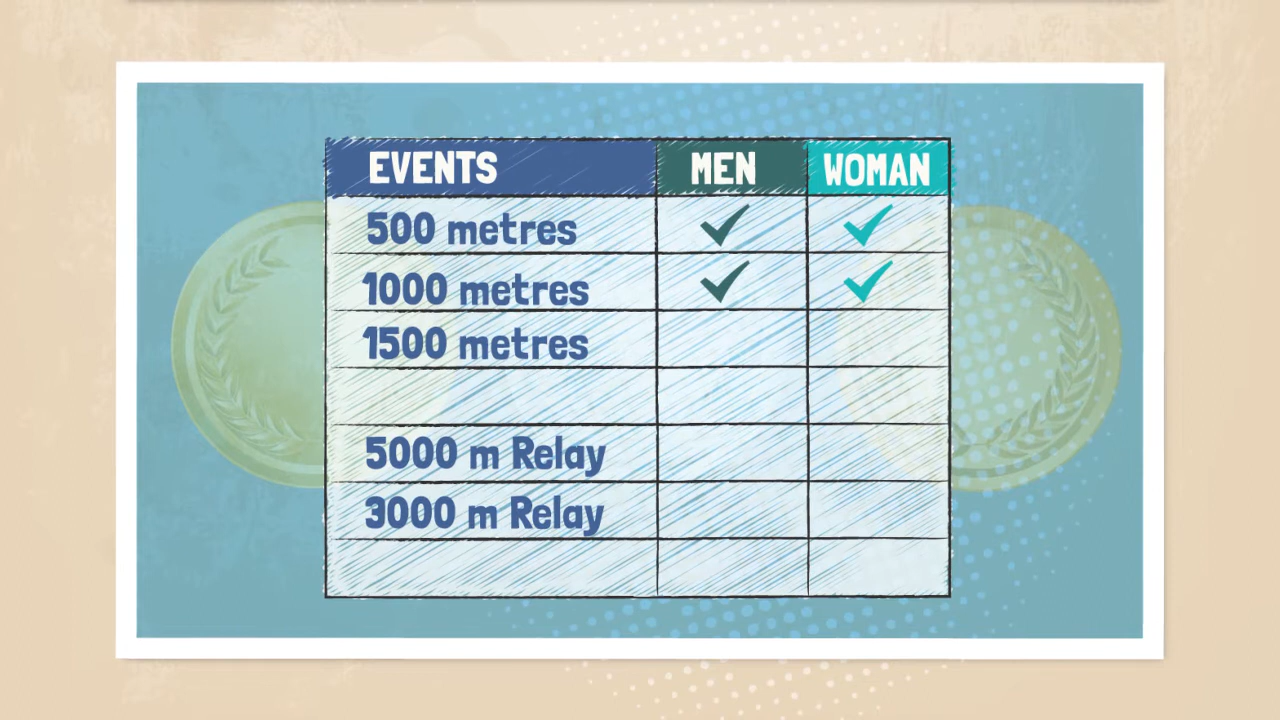 EVENTS MEN WOMAN
500 metres ✓ ✓
1000 metres ✓ ✓
1500 metres
5000 m Relay
3000 m Relay